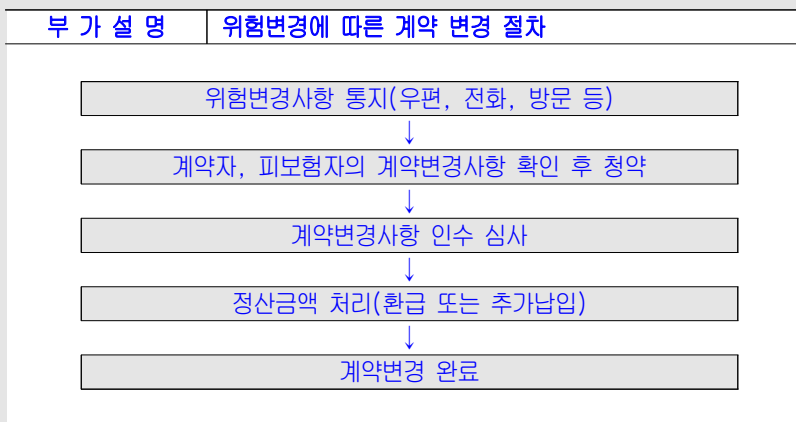 부 가 설 명 위험변경에 따른 계약 변경 절차
위험변경사항 통지(우편, 전화, 방문 등)
↓
계약자, 피보험자의 계약변경사항 확인 후 청약
↓
계약변경사항 인수 심사
↓
정산금액 처리(환급 또는 추가납입)
↓
계약변경 완료